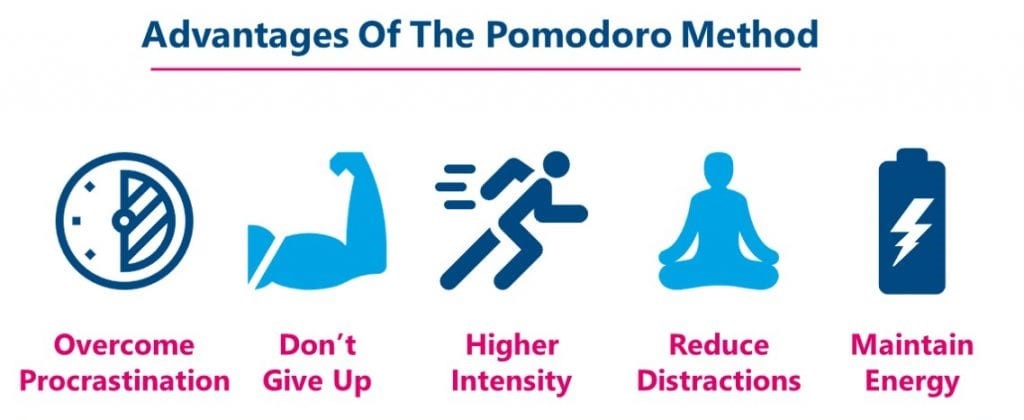 Advantages Of The Pomodoro Method
Overcome
Procrastination
Don’t
Give Up
Higher
Intensity
Reduce
Distractions
Maintain
Energy